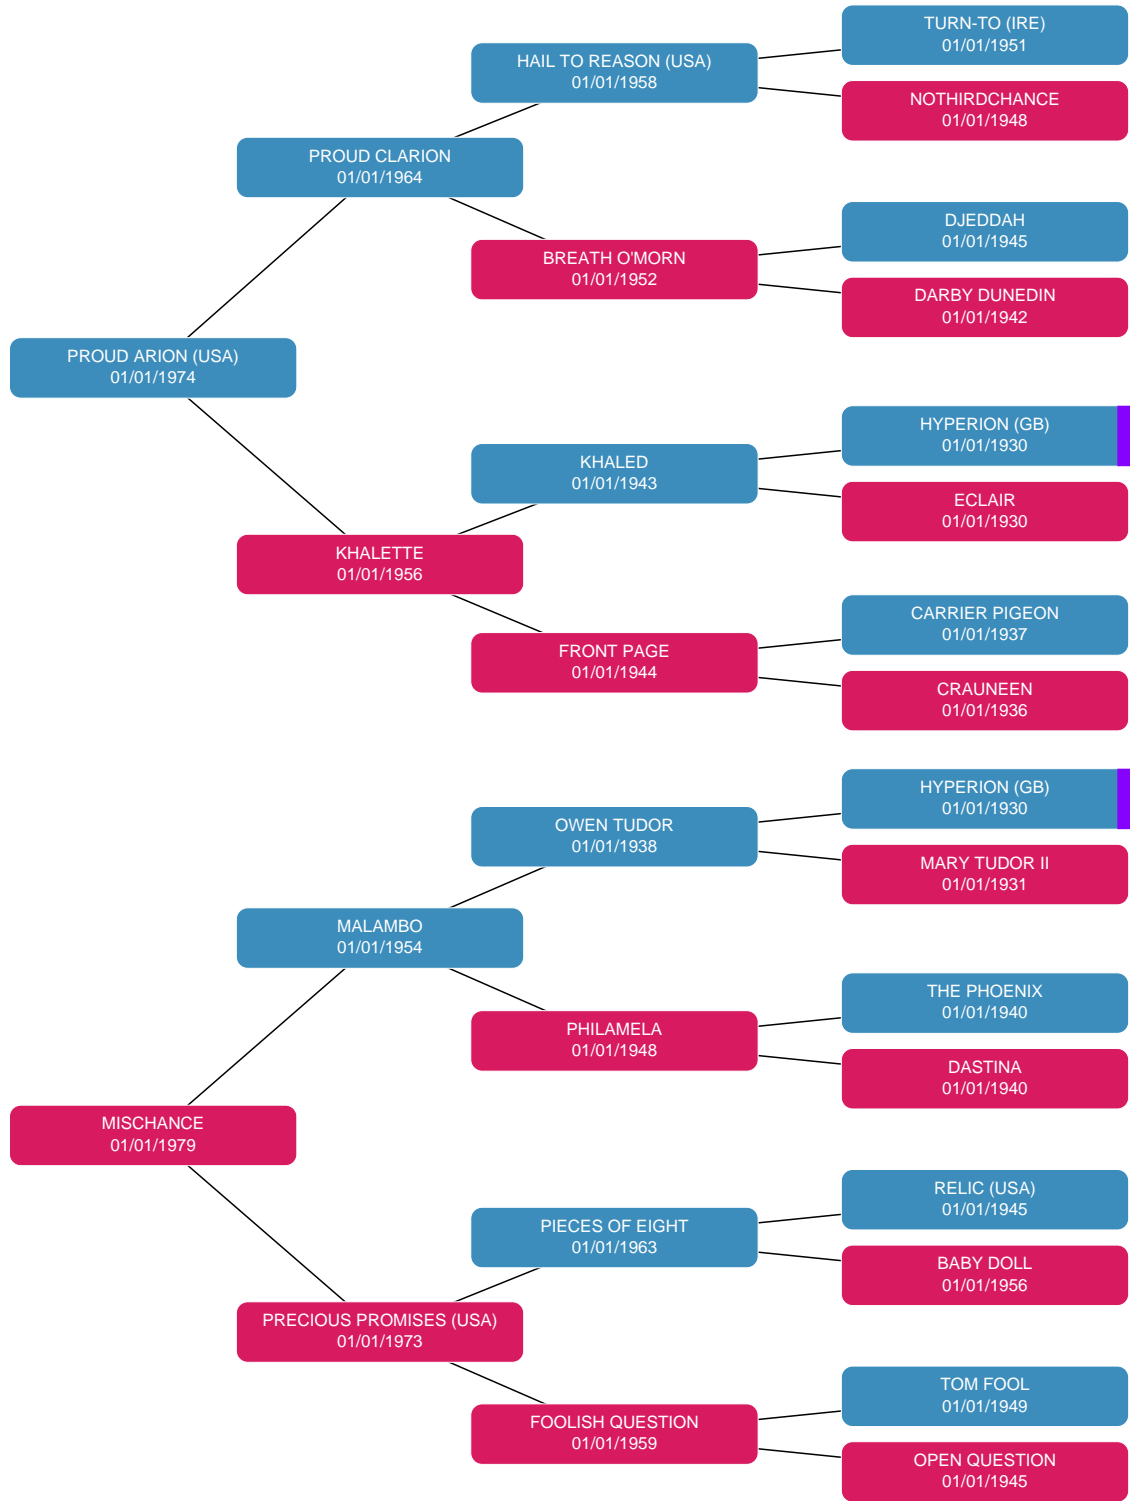 TURN-TO (IRE)
01/01/1951
HAIL TO REASON (USA)
01/01/1958
NOTHIRDCHANCE
01/01/1948
PROUD CLARION
01/01/1964
DJEDDAH
01/01/1945
BREATH O'MORN
01/01/1952
DARBY DUNEDIN
01/01/1942
PROUD ARION (USA)
01/01/1974
HYPERION (GB)
01/01/1930
KHALED
01/01/1943
ECLAIR
01/01/1930
KHALETTE
01/01/1956
CARRIER PIGEON
01/01/1937
FRONT PAGE
01/01/1944
CRAUNEEN
01/01/1936
HYPERION (GB)
01/01/1930
OWEN TUDOR
01/01/1938
MARY TUDOR II
01/01/1931
MALAMBO
01/01/1954
THE PHOENIX
01/01/1940
PHILAMELA
01/01/1948
DASTINA
01/01/1940
MISCHANCE
01/01/1979
RELIC (USA)
01/01/1945
PIECES OF EIGHT
01/01/1963
BABY DOLL
01/01/1956
PRECIOUS PROMISES (USA)
01/01/1973
TOM FOOL
01/01/1949
FOOLISH QUESTION
01/01/1959
OPEN QUESTION
01/01/1945